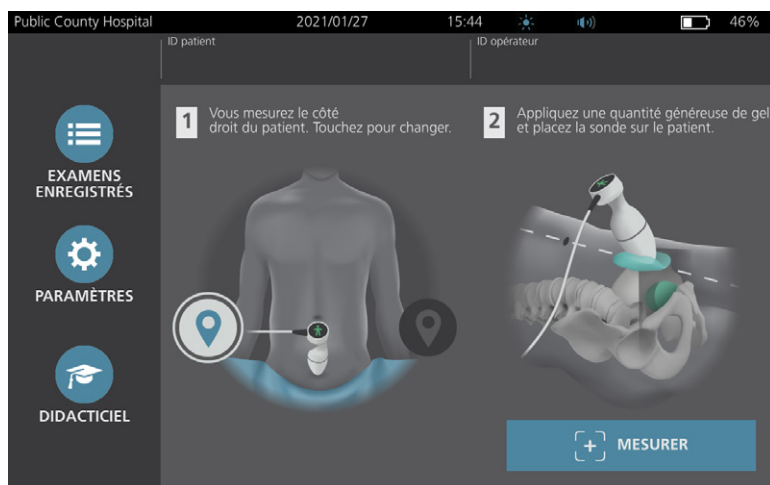 Public County Hospital 2021/01/27 15:44 46%
ID patient ID opérateur
1 Vous mesurez le côté
droit du patient. Touchez pour changer.
2 Appliquez une quantité généreuse de gel
et placez la sonde sur le patient.
EXAMENS
ENREGISTRÉS
PARAMÈTRES
DIDACTICIEL
MESURER